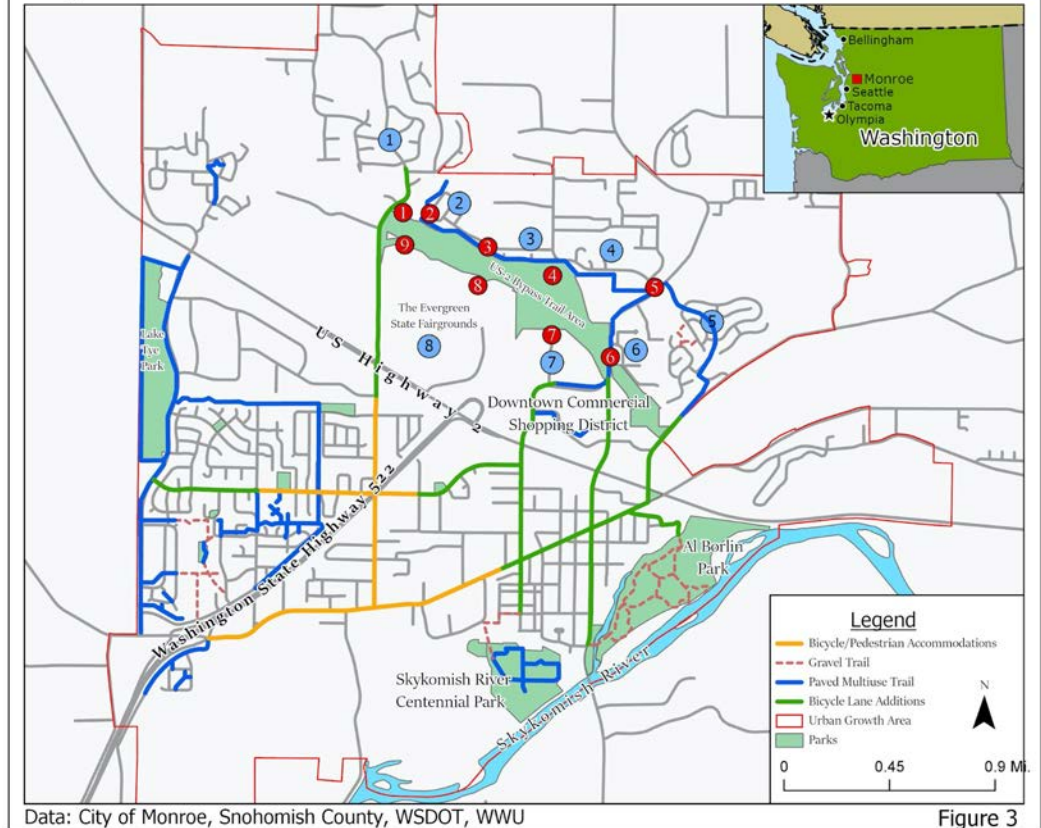 Bellingham
Monroe
Seattle
Tacoma
Olympia
Washington
1
2
3
4
5
6
7
8
1
2
3
4
5
6
7
8
9
US-2 Bypass Trail Area
The Evergreen
State Fairgrounds
Lake
Tye
Park
US Highway 2
Downtown Commercial
Shopping District
Washington State Highway 522
Al Borlin
Park
Skykomish River
Centennial Park
Skykomish River
Legend
Bicycle/Pedestrian Accommodations
Gravel Trail
Paved Multiuse Trail
Bicycle Lane Additions
Urban Growth Area
Parks
N
0 0.45 0.9 Mi.
Data: City of Monroe, Snohomish County, WSDOT, WWU
Figure 3